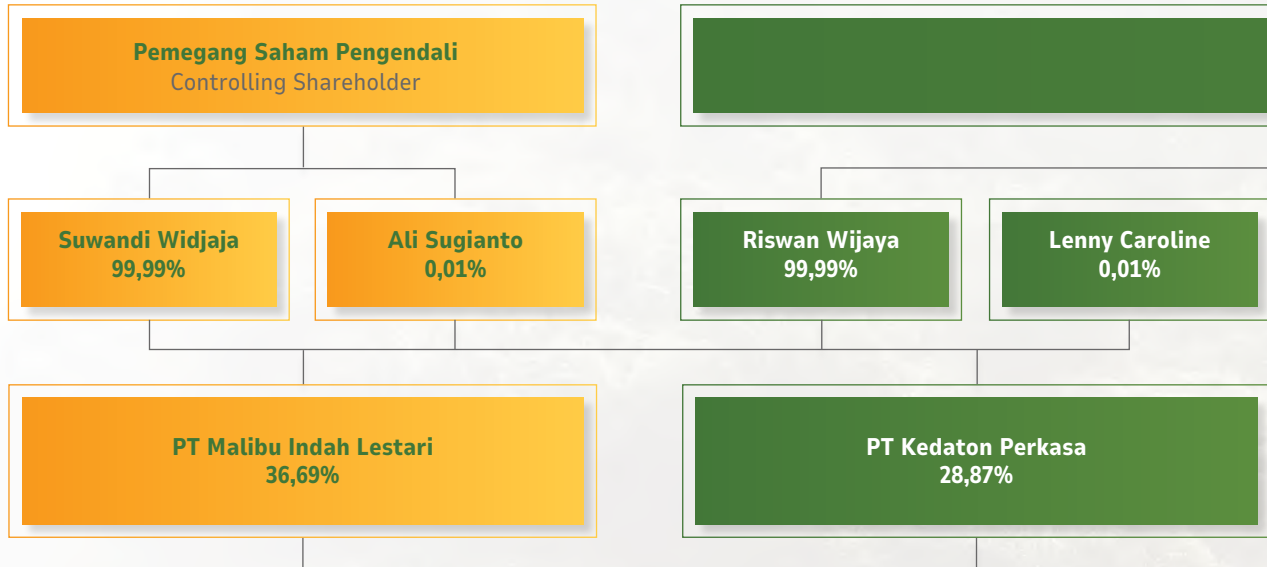 Pemegang Saham Pengendali
Controlling Shareholder
Suwandi Widjaja
99,99%
Ali Sugianto
0,01%
Riswan Wijaya
99,99%
Lenny Caroline
0,01%
PT Malibu Indah Lestari
36,69%
PT Kedaton Perkasa
28,87%